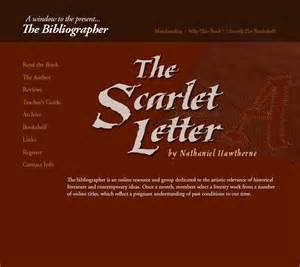 A window to the present...
The Bibliographer
Membership / Why This Book? / Search The Bookshelf
Read the Book
The Author
Reviews
Teacher's Guide
Archive
Bookshelf
Links
Register
Contact Info
The
Scarlet
Letter
by Nathaniel Hawthorne
The bibliographer is an online resource and group dedicated to the artistic relevance of historical
literature and contemporary ideas. Once a month, members select a literary work from a number
of online titles, which reflect a poignant understanding of past conditions to our time.